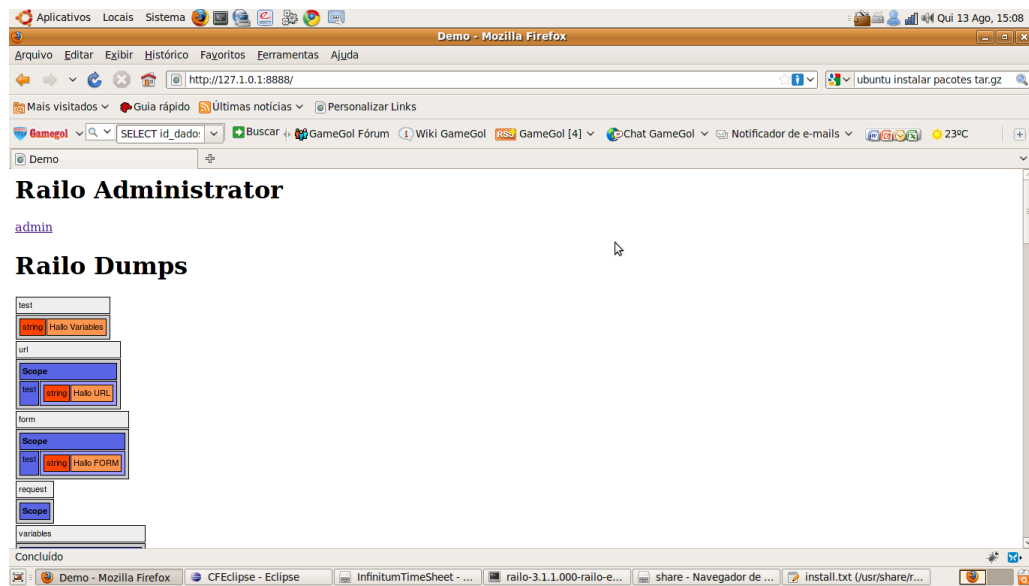 Aplicativos Locais Sistema Qui 13 Ago, 15:08
Demo - Mozilla Firefox
Arquivo Editar Exibir Histórico Favoritos Ferramentas Ajuda
http://127.1.0.1:8888/ ubuntu instalar pacotes tar.gz
Mais visitados Guia rápido Últimas notícias Personalizar Links
Gamegol SELECT id_dado: Buscar GameGol Fórum Wiki GameGol RSS GameGol [4] Chat GameGol Notificador de e-mails 23ºC
Demo
Railo Administrator
admin
Railo Dumps
test
string Hallo Variables
url
Scope
test string Hallo URL
form
Scope
test string Hallo FORM
request
Scope
variables
Concluído
Demo - Mozilla Firefox CFEclipse - Eclipse InfinitumTimeSheet - ... railo-3.1.1.000-railo-e... share - Navegador de ... install.txt (/usr/share/r...